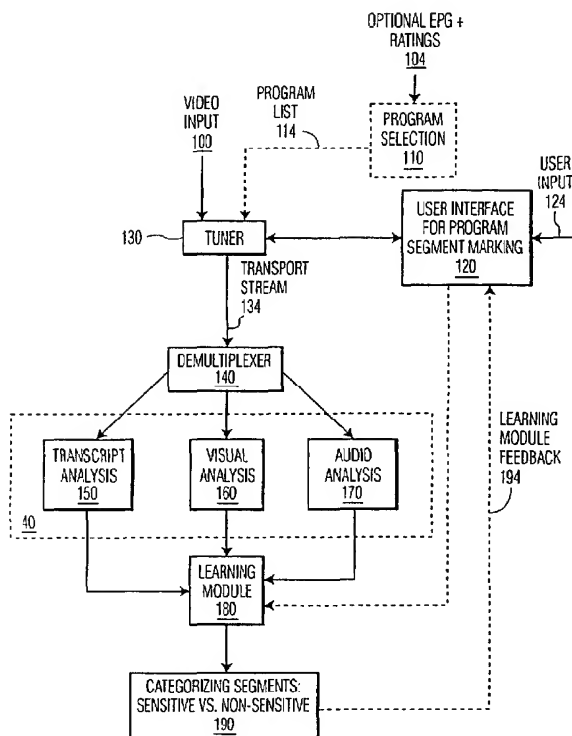 OPTIONAL EPG +
RATINGS
104
PROGRAM
LIST
114
VIDEO
INPUT
100
PROGRAM
SELECTION
110
USER
INPUT
124
130
TUNER
USER INTERFACE
FOR PROGRAM
SEGMENT MARKING
120
TRANSPORT
STREAM
134
DEMULTIPLEXER
140
TRANSCRIPT
ANALYSIS
150
VISUAL
ANALYSIS
160
AUDIO
ANALYSIS
170
LEARNING
MODULE
FEEDBACK
194
40
LEARNING
MODULE
180
CATEGORIZING SEGMENTS:
SENSITIVE VS. NON-SENSITIVE
190